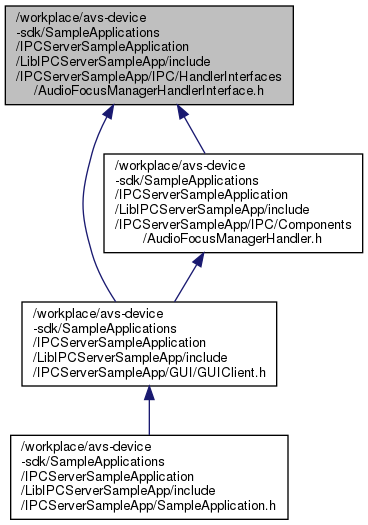 /workplace/avs-device
-sdk/SampleApplications
/IPCServerSampleApplication
/LibIPCServerSampleApp/include
/IPCServerSampleApp/IPC/HandlerInterfaces
/AudioFocusManagerHandlerInterface.h
/workplace/avs-device
-sdk/SampleApplications
/IPCServerSampleApplication
/LibIPCServerSampleApp/include
/IPCServerSampleApp/IPC/Components
/AudioFocusManagerHandler.h
/workplace/avs-device
-sdk/SampleApplications
/IPCServerSampleApplication
/LibIPCServerSampleApp/include
/IPCServerSampleApp/GUI/GUIClient.h
/workplace/avs-device
-sdk/SampleApplications
/IPCServerSampleApplication
/LibIPCServerSampleApp/include
/IPCServerSampleApp/SampleApplication.h